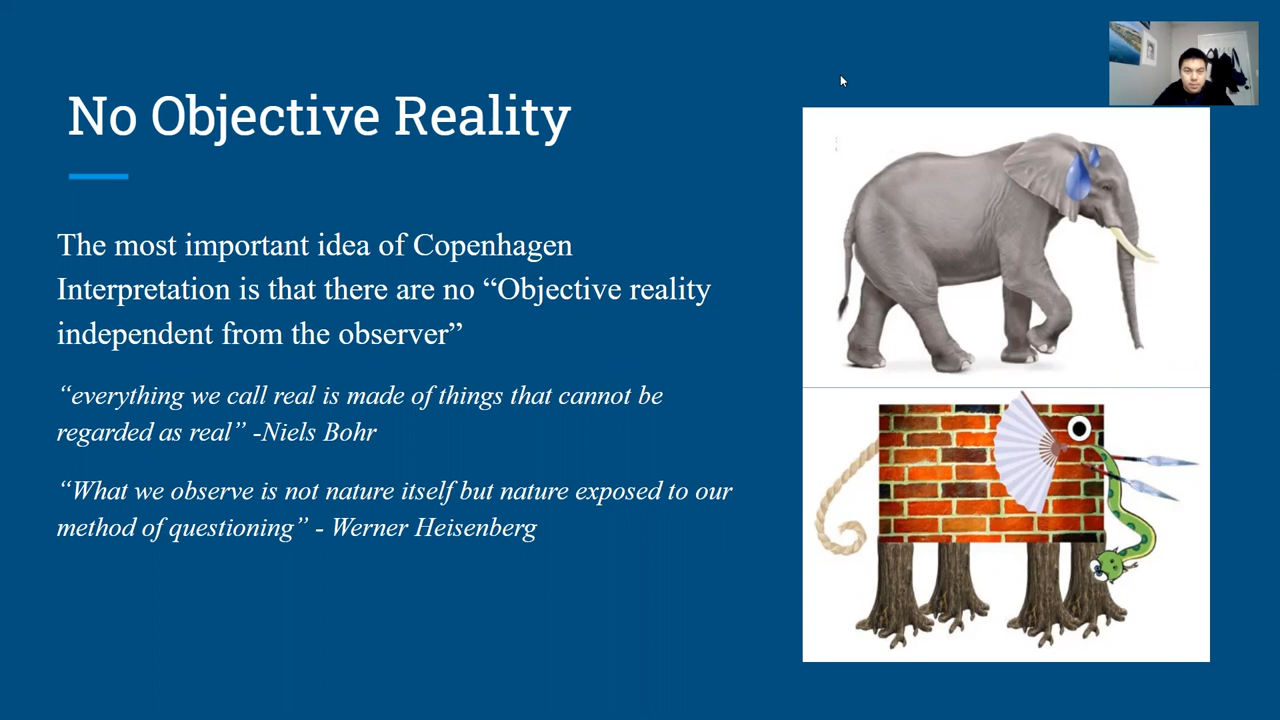 No Objective Reality
The most important idea of Copenhagen
Interpretation is that there are no “Objective reality
independent from the observer”
“everything we call real is made of things that cannot be
regarded as real” -Niels Bohr
“What we observe is not nature itself but nature exposed to our
method of questioning” - Werner Heisenberg